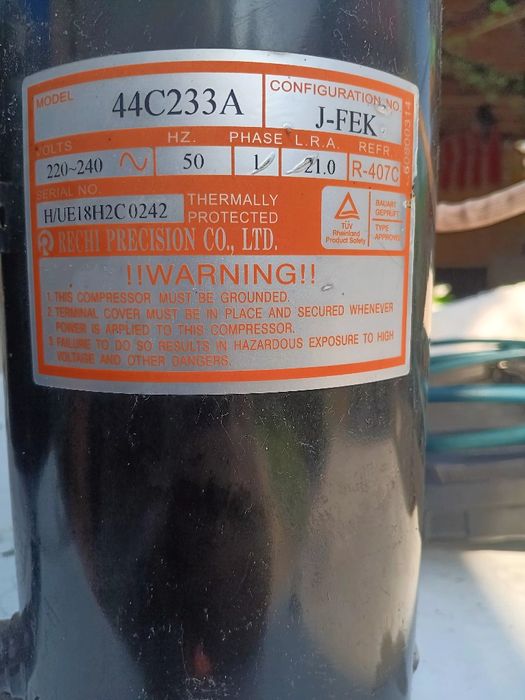 MODEL 44C233A
CONFIGURATION NO.
J-FEK
VOLTS HZ. PHASE L.R.A. REFR
220~240 50 1 21.0 R-407C
SERIAL NO.
H/UE18H2C0242
THERMALLY
PROTECTED
RECHI PRECISION CO., LTD.
TÜV
Rheinland
Product Safety
BAUART
GEPRÜFT
TYPE
APPROVED
!!WARNING!!
1. THIS COMPRESSOR MUST BE GROUNDED.
2. TERMINAL COVER MUST BE IN PLACE AND SECURED WHENEVER
POWER IS APPLIED TO THIS COMPRESSOR.
3. FAILURE TO DO SO RESULTS IN HAZARDOUS EXPOSURE TO HIGH
VOLTAGE AND OTHER DANGERS.